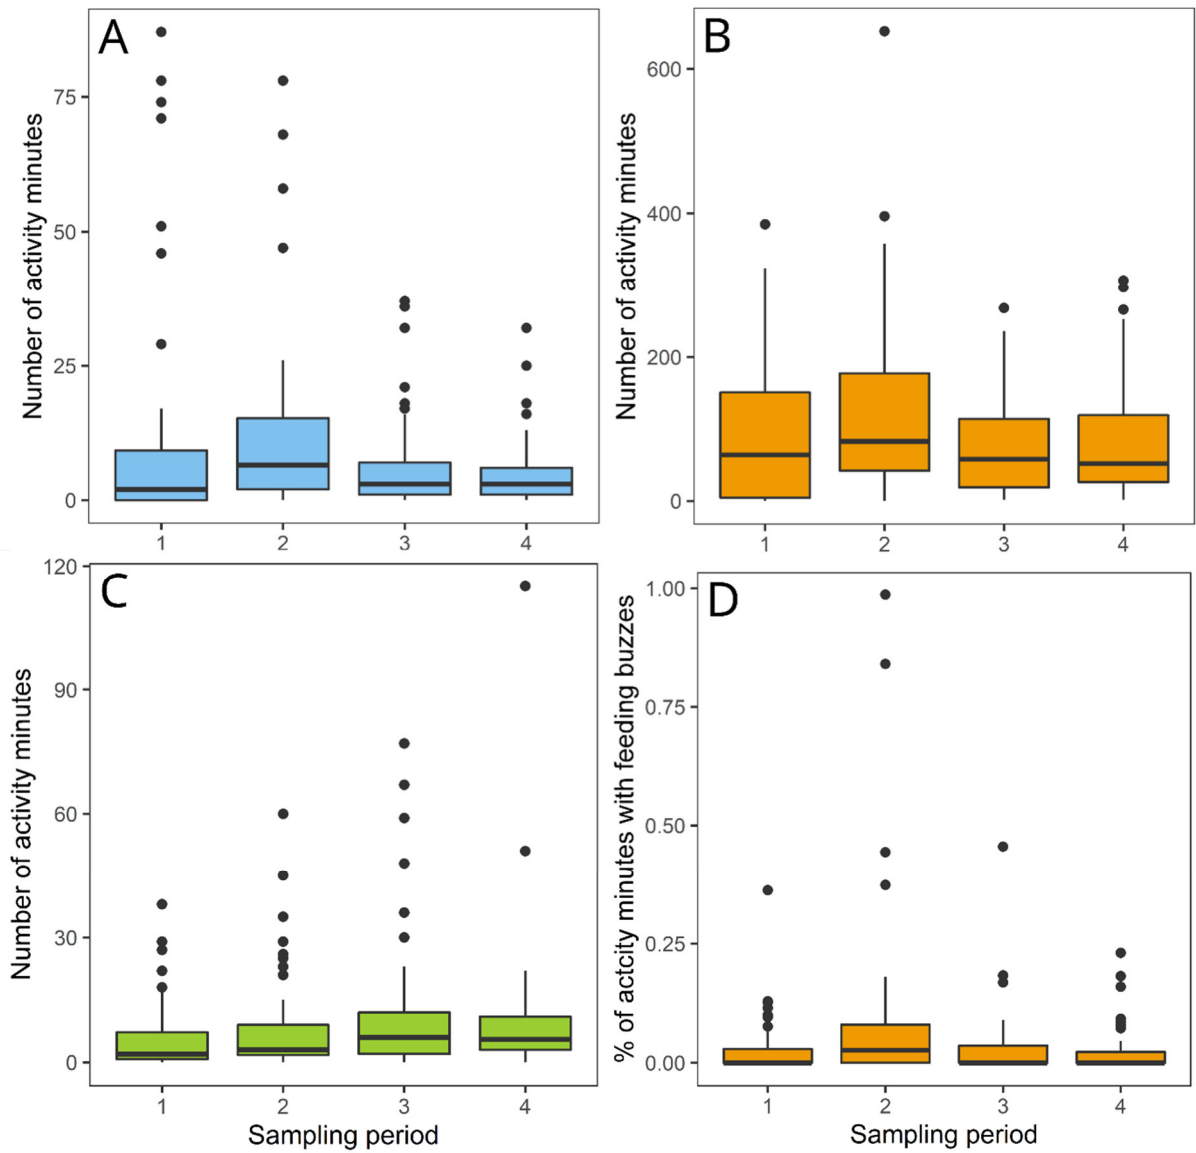 A
Number of activity minutes
75
50
25
0
1 2 3 4
B
Number of activity minutes
600
400
200
0
1 2 3 4
C
Number of activity minutes
120
90
60
30
0
1 2 3 4
Sampling period
D
% of actcity minutes with feeding buzzes
1.00
0.75
0.50
0.25
0.00
1 2 3 4
Sampling period